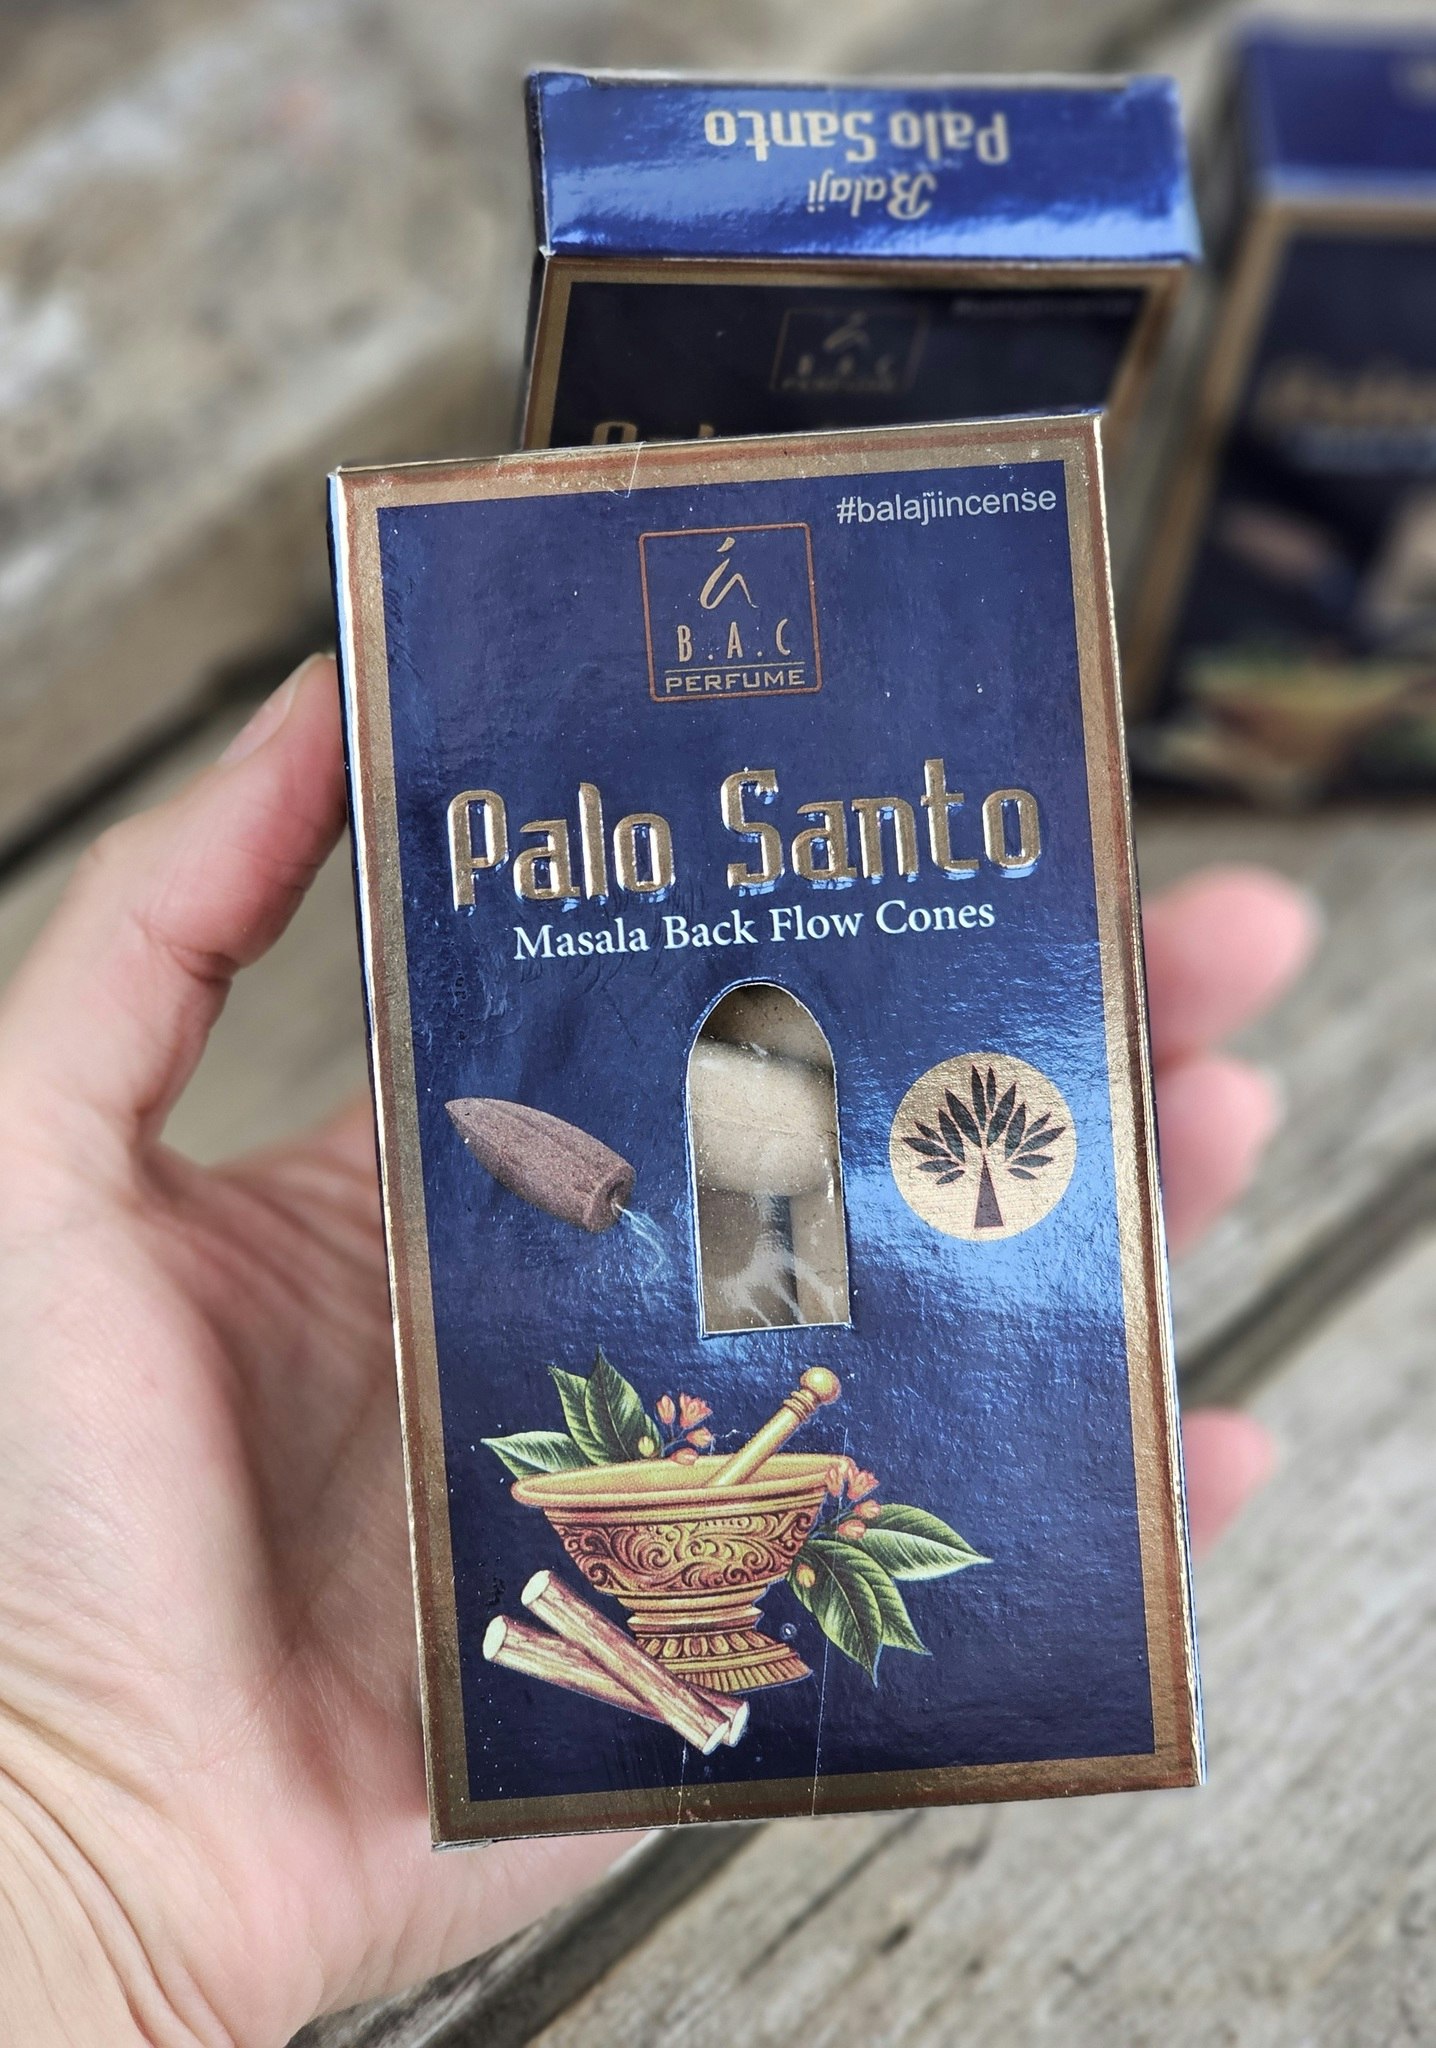 Palo Santo
Balaji
B.A.C
PERFUME
#balajiincense
B.A.C
PERFUME
Palo Santo
Masala Back Flow Cones